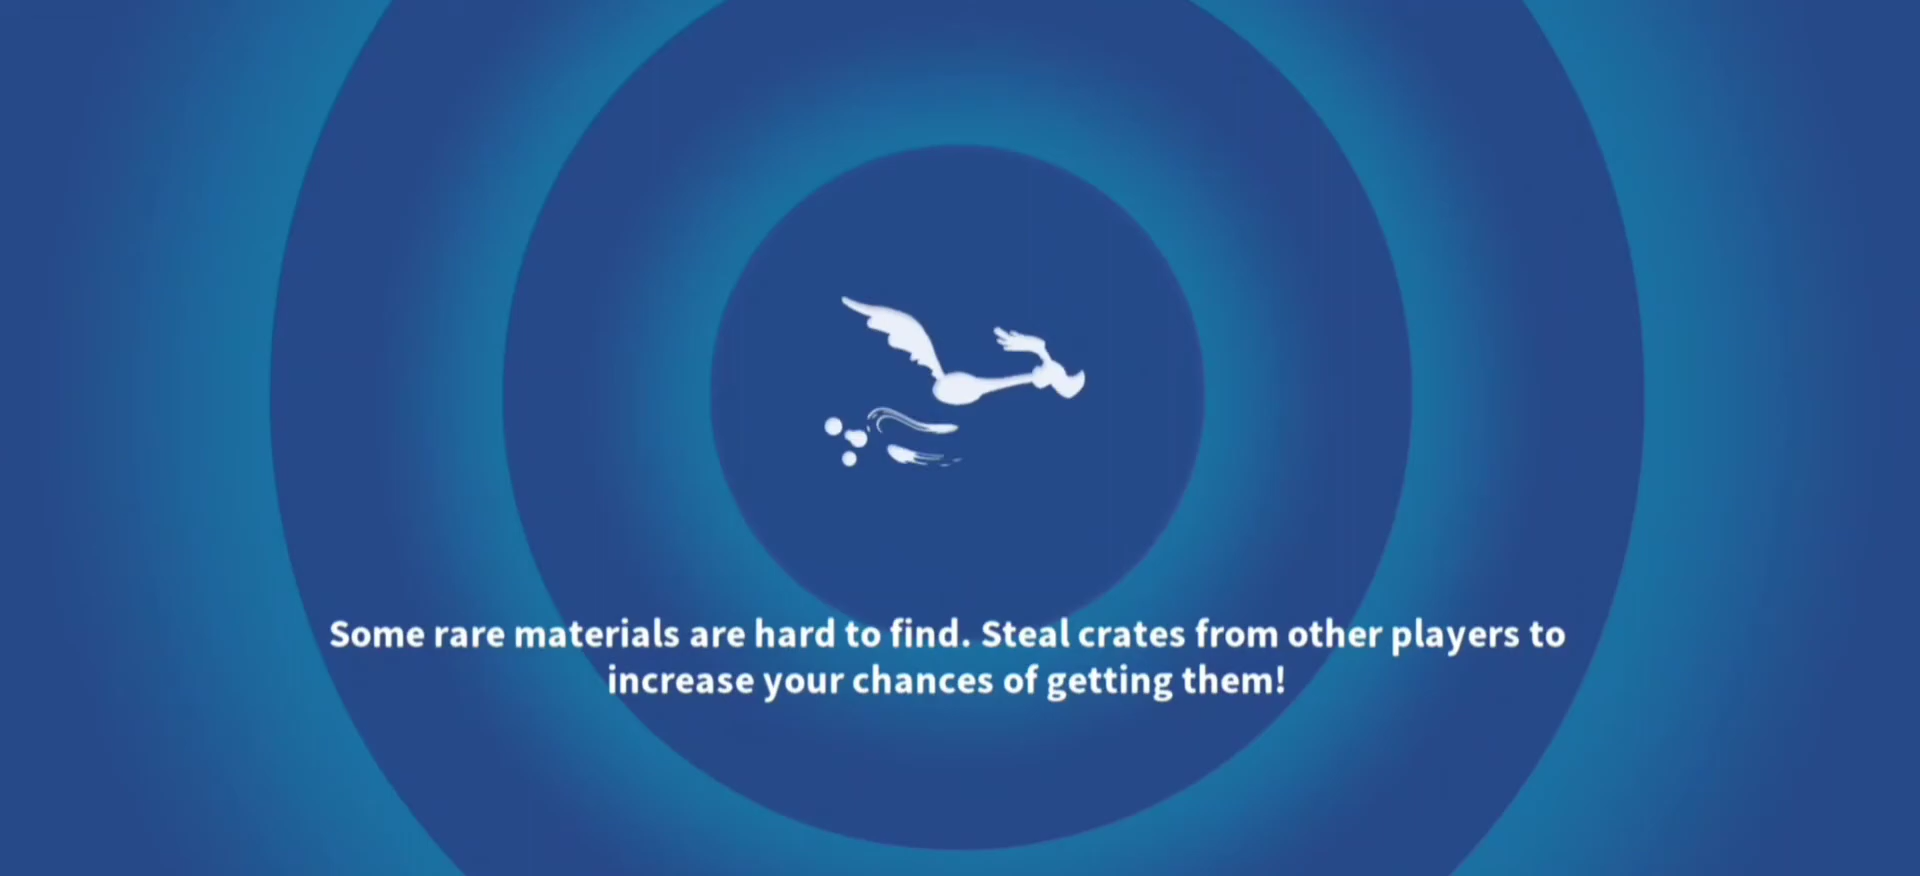 Some rare materials are hard to find. Steal crates from other players to
increase your chances of getting them!